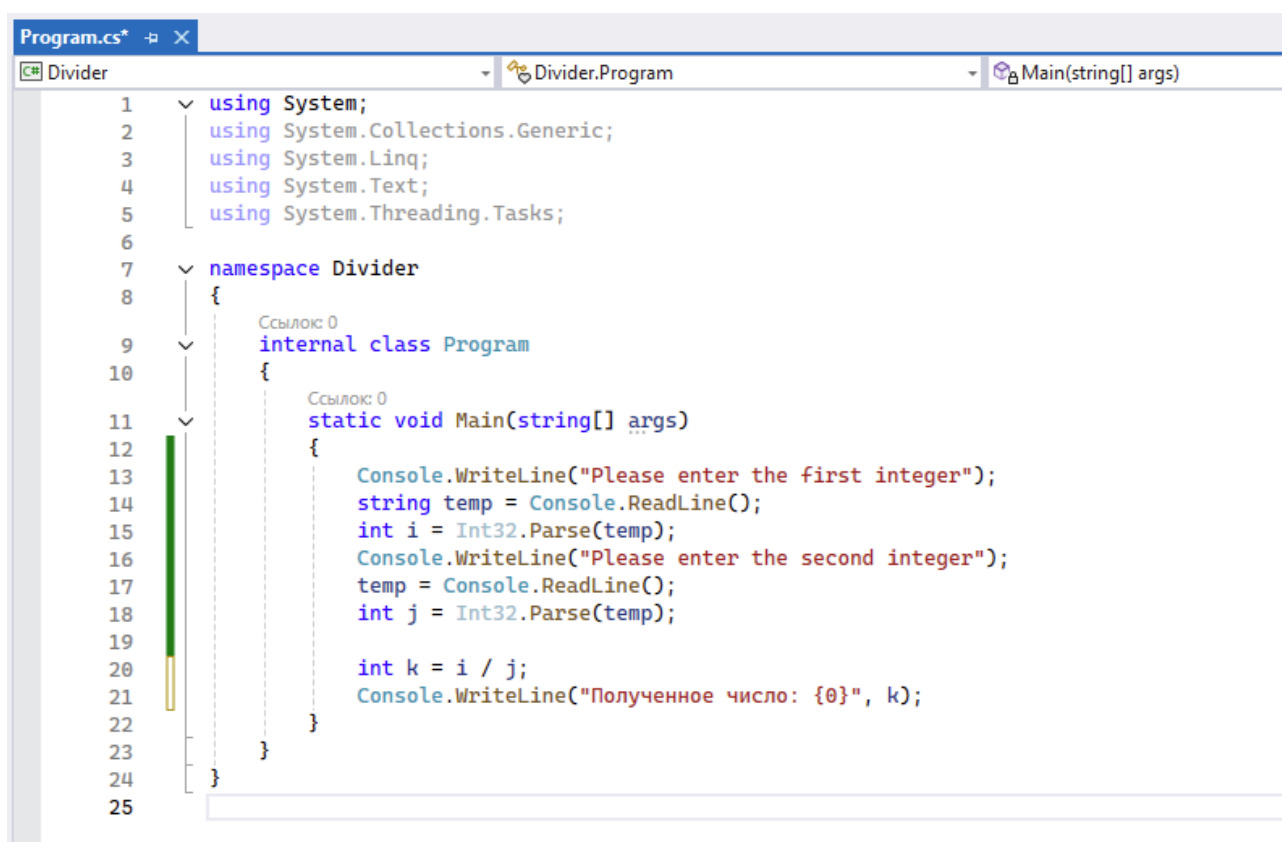 Program.cs*
C# Divider Divider.Program Main(string[] args)
1 using System;
2 using System.Collections.Generic;
3 using System.Linq;
4 using System.Text;
5 using System.Threading.Tasks;
6
7 namespace Divider
8 {
Ссылок: 0
9 internal class Program
10 {
Ссылок: 0
11 static void Main(string[] args)
12 {
13 Console.WriteLine("Please enter the first integer");
14 string temp = Console.ReadLine();
15 int i = Int32.Parse(temp);
16 Console.WriteLine("Please enter the second integer");
17 temp = Console.ReadLine();
18 int j = Int32.Parse(temp);
19
20 int k = i / j;
21 Console.WriteLine("Полученное число: {0}", k);
22 }
23 }
24 }
25